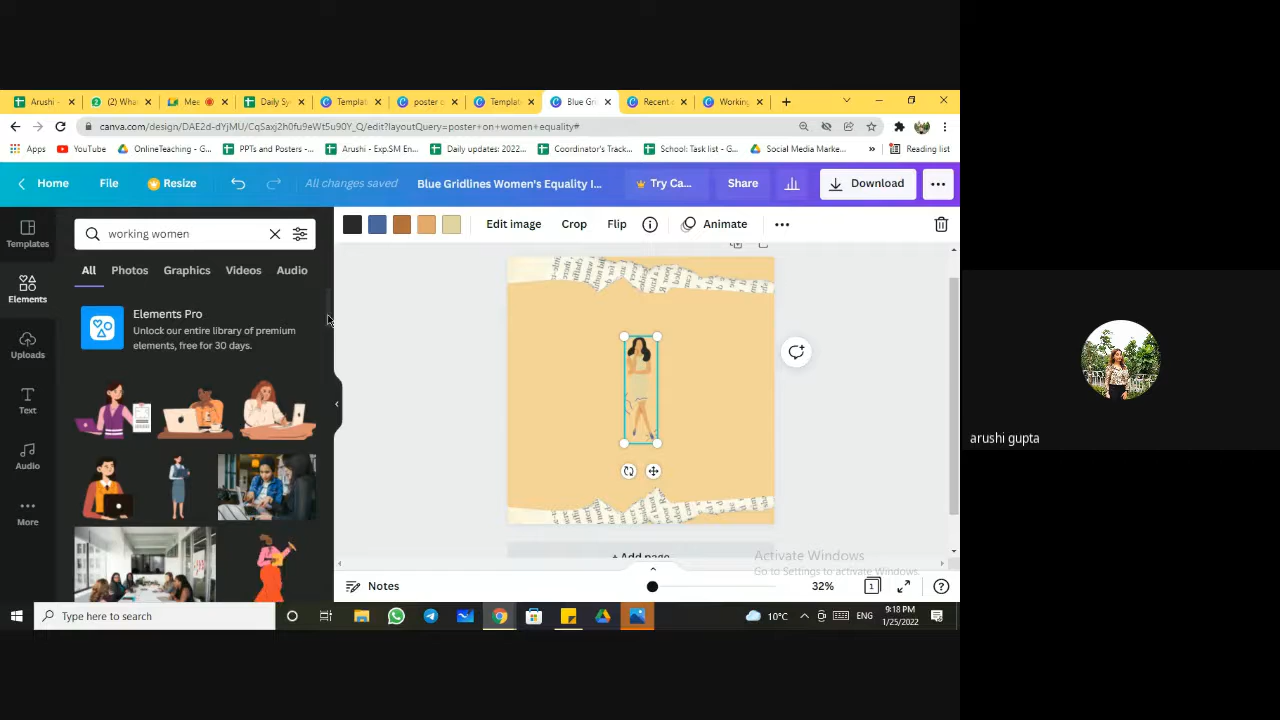 Arushi -
(2) Wha
Mee
Daily Sy
Templat
poster o
Templat
Blue Gri
Recent
Working
canva.com/design/DAE2d-dYjMU/CqSaxj2h0fu9eWt5u90Y_Q/edit?layoutQuery=poster+on+women+equality#
Apps
YouTube
OnlineTeaching - G...
PPTs and Posters -...
Arushi - Exp.SM En...
Daily updates: 2022...
Coordinator's Track...
School: Task list - G...
Social Media Marke...
»
Reading list
Home
File
Resize
All changes saved
Blue Gridlines Women's Equality I...
Try Ca...
Share
Download
Templates
Elements
Uploads
Text
Audio
More
working women
All
Photos
Graphics
Videos
Audio
Elements Pro
Unlock our entire library of premium
elements, free for 30 days.
Edit image
Crop
Flip
Animate
+ Add page
Activate Windows
Go to Settings to activate Windows.
Notes
32%
1
Type here to search
10°C
ENG
9:18 PM
1/25/2022
arushi gupta